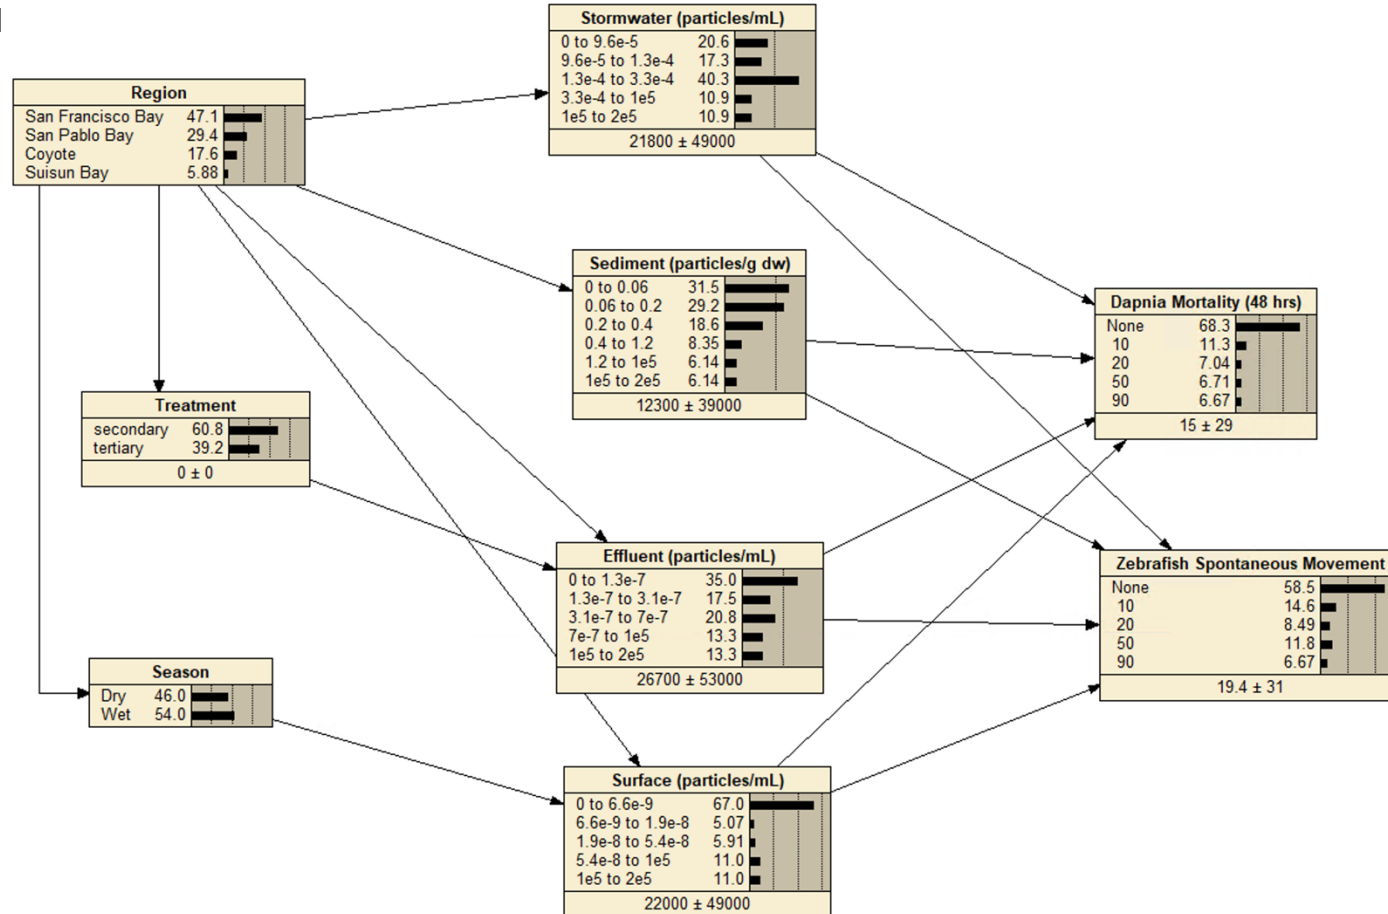 Stormwater (particles/mL)
0 to 9.6e-5 20.6
9.6e-5 to 1.3e-4 17.3
1.3e-4 to 3.3e-4 40.3
3.3e-4 to 1e5 10.9
1e5 to 2e5 10.9
21800 ± 49000
Region
San Francisco Bay 47.1
San Pablo Bay 29.4
Coyote 17.6
Suisun Bay 5.88
Sediment (particles/g dw)
0 to 0.06 31.5
0.06 to 0.2 29.2
0.2 to 0.4 18.6
0.4 to 1.2 8.35
1.2 to 1e5 6.14
1e5 to 2e5 6.14
12300 ± 39000
Dapnia Mortality (48 hrs)
None 68.3
10 11.3
20 7.04
50 6.71
90 6.67
15 ± 29
Treatment
secondary 60.8
tertiary 39.2
0 ± 0
Effluent (particles/mL)
0 to 1.3e-7 35.0
1.3e-7 to 3.1e-7 17.5
3.1e-7 to 7e-7 20.8
7e-7 to 1e5 13.3
1e5 to 2e5 13.3
26700 ± 53000
Zebrafish Spontaneous Movement
None 58.5
10 14.6
20 8.49
50 11.8
90 6.67
19.4 ± 31
Season
Dry 46.0
Wet 54.0
Surface (particles/mL)
0 to 6.6e-9 67.0
6.6e-9 to 1.9e-8 5.07
1.9e-8 to 5.4e-8 5.91
5.4e-8 to 1e5 11.0
1e5 to 2e5 11.0
22000 ± 49000